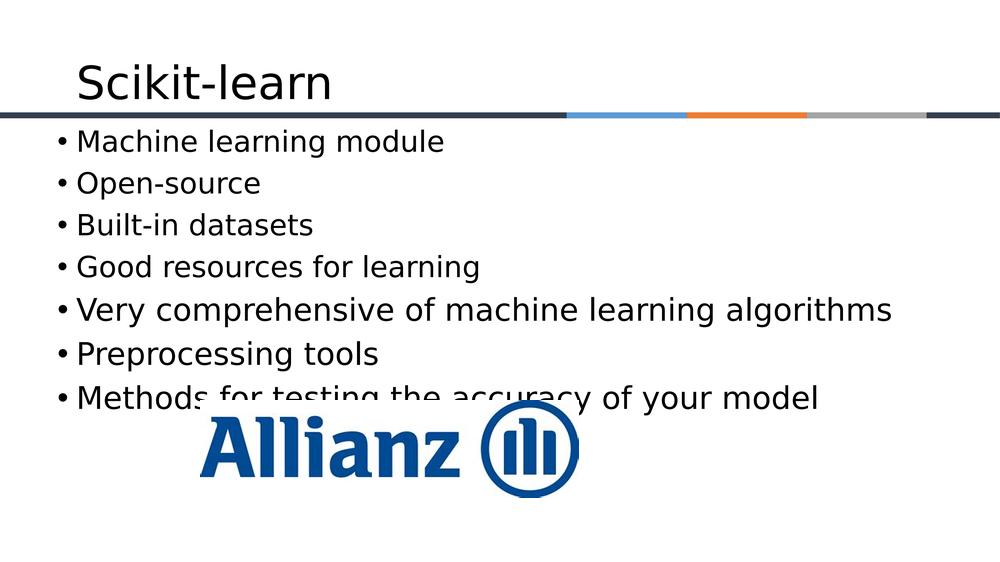 Scikit-learn
• Machine learning module
• Open-source
• Built-in datasets
• Good resources for learning
• Very comprehensive of machine learning algorithms
• Preprocessing tools
• Methods for testing the accuracy of your model
Allianz